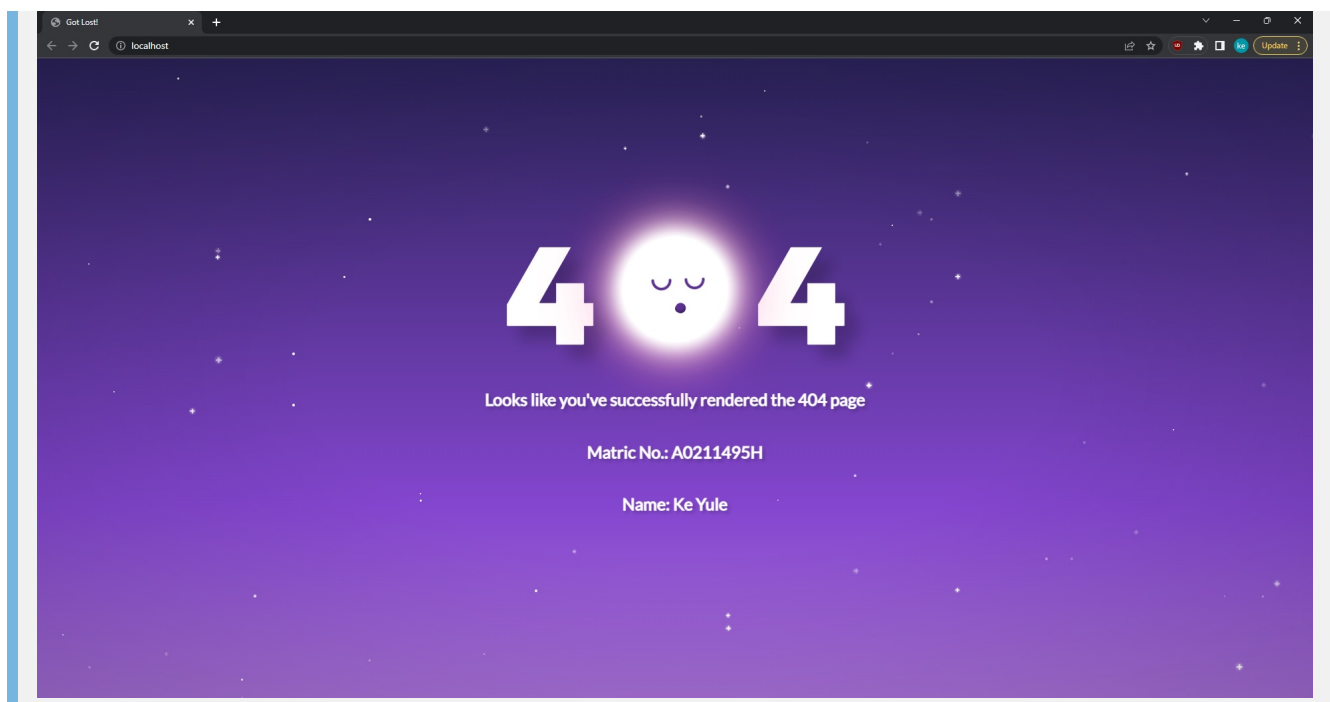 Got Lost!
localhost
ke
Update
4 4
Looks like you've successfully rendered the 404 page
Matric No.: A0211495H
Name: Ke Yule